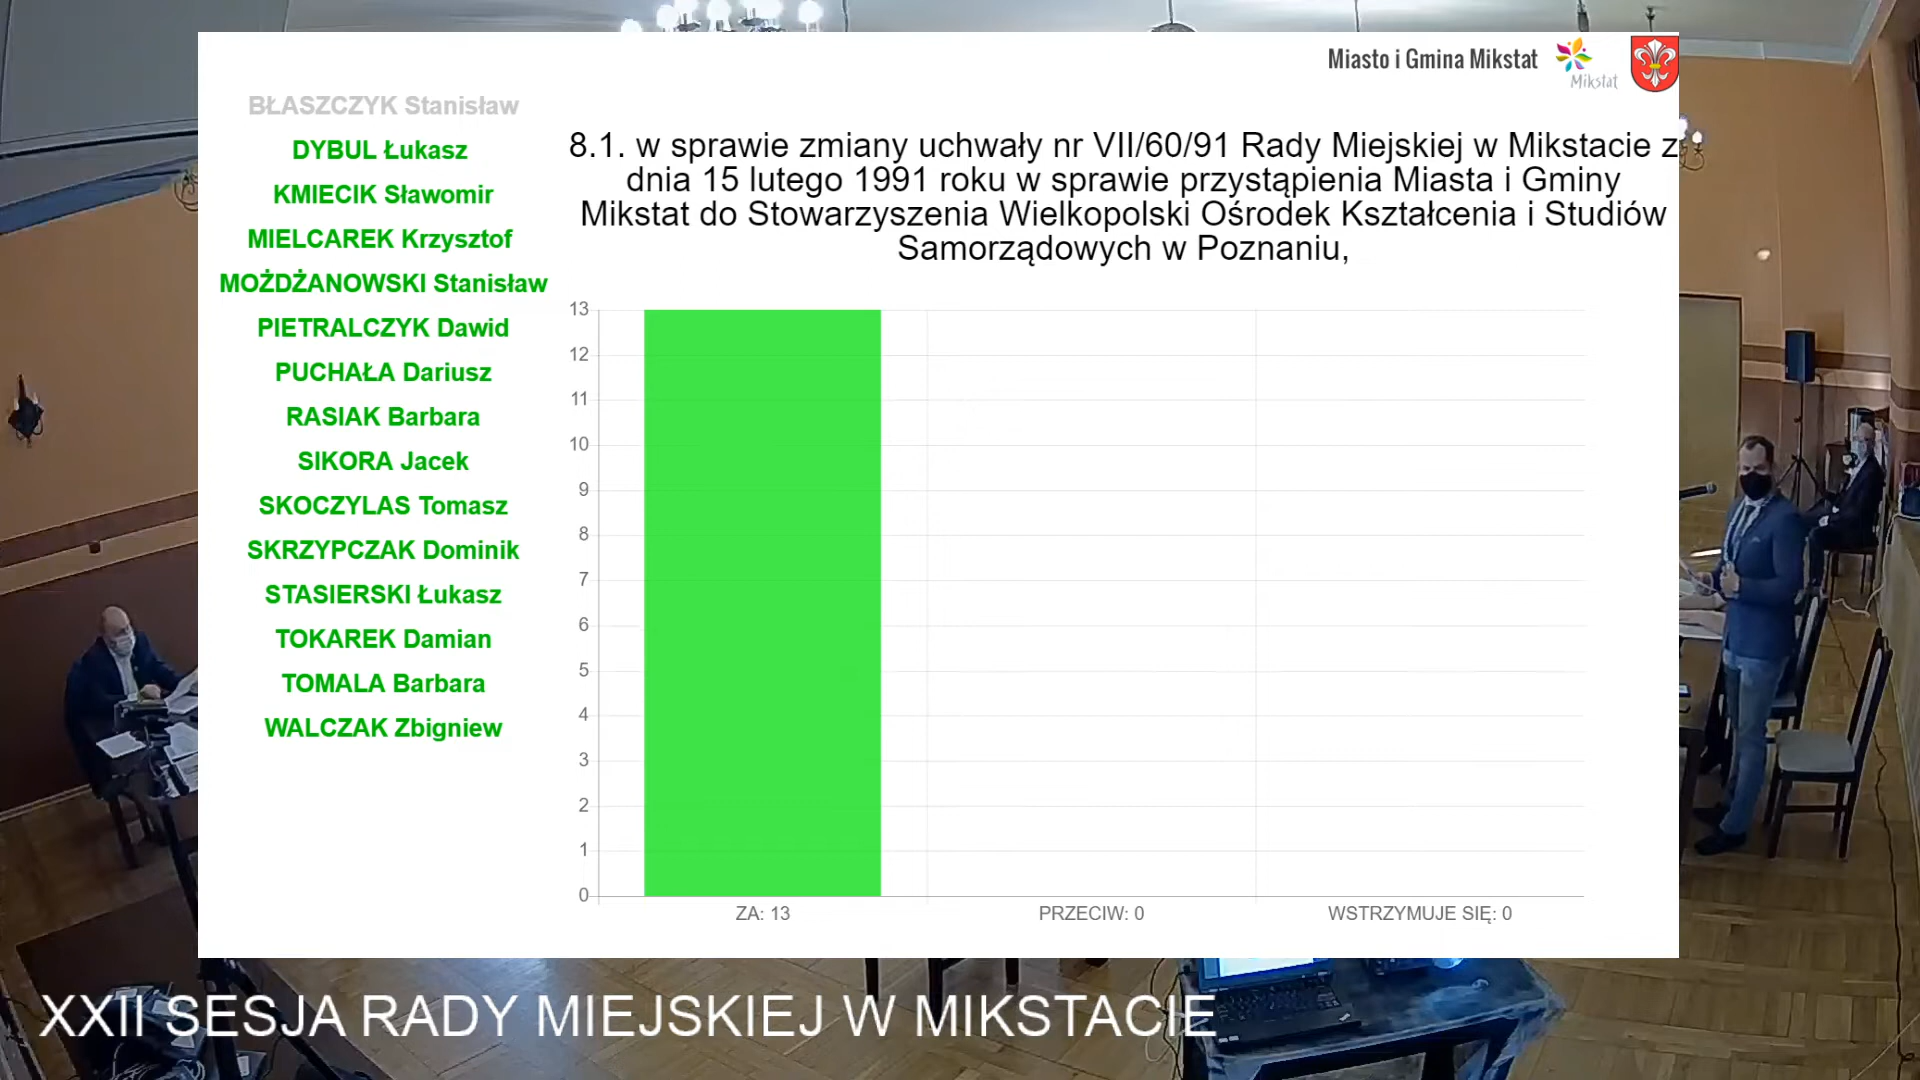 Miasto i Gmina Mikstat
Mikstat
BŁASZCZYK Stanisław
DYBUL Łukasz
KMIECIK Sławomir
MIELCAREK Krzysztof
MOŻDŻANOWSKI Stanisław
PIETRALCZYK Dawid
PUCHAŁA Dariusz
RASIAK Barbara
SIKORA Jacek
SKOCZYLAS Tomasz
SKRZYPCZAK Dominik
STASIERSKI Łukasz
TOKAREK Damian
TOMALA Barbara
WALCZAK Zbigniew
8.1. w sprawie zmiany uchwały nr VII/60/91 Rady Miejskiej w Mikstacie z
dnia 15 lutego 1991 roku w sprawie przystąpienia Miasta i Gminy
Mikstat do Stowarzyszenia Wielkopolski Ośrodek Kształcenia i Studiów
Samorządowych w Poznaniu,
13
12
11
10
9
8
7
6
5
4
3
2
1
0
ZA: 13
PRZECIW: 0
WSTRZYMUJE SIĘ: 0
XXII SESJA RADY MIEJSKIEJ W MIKSTACIE